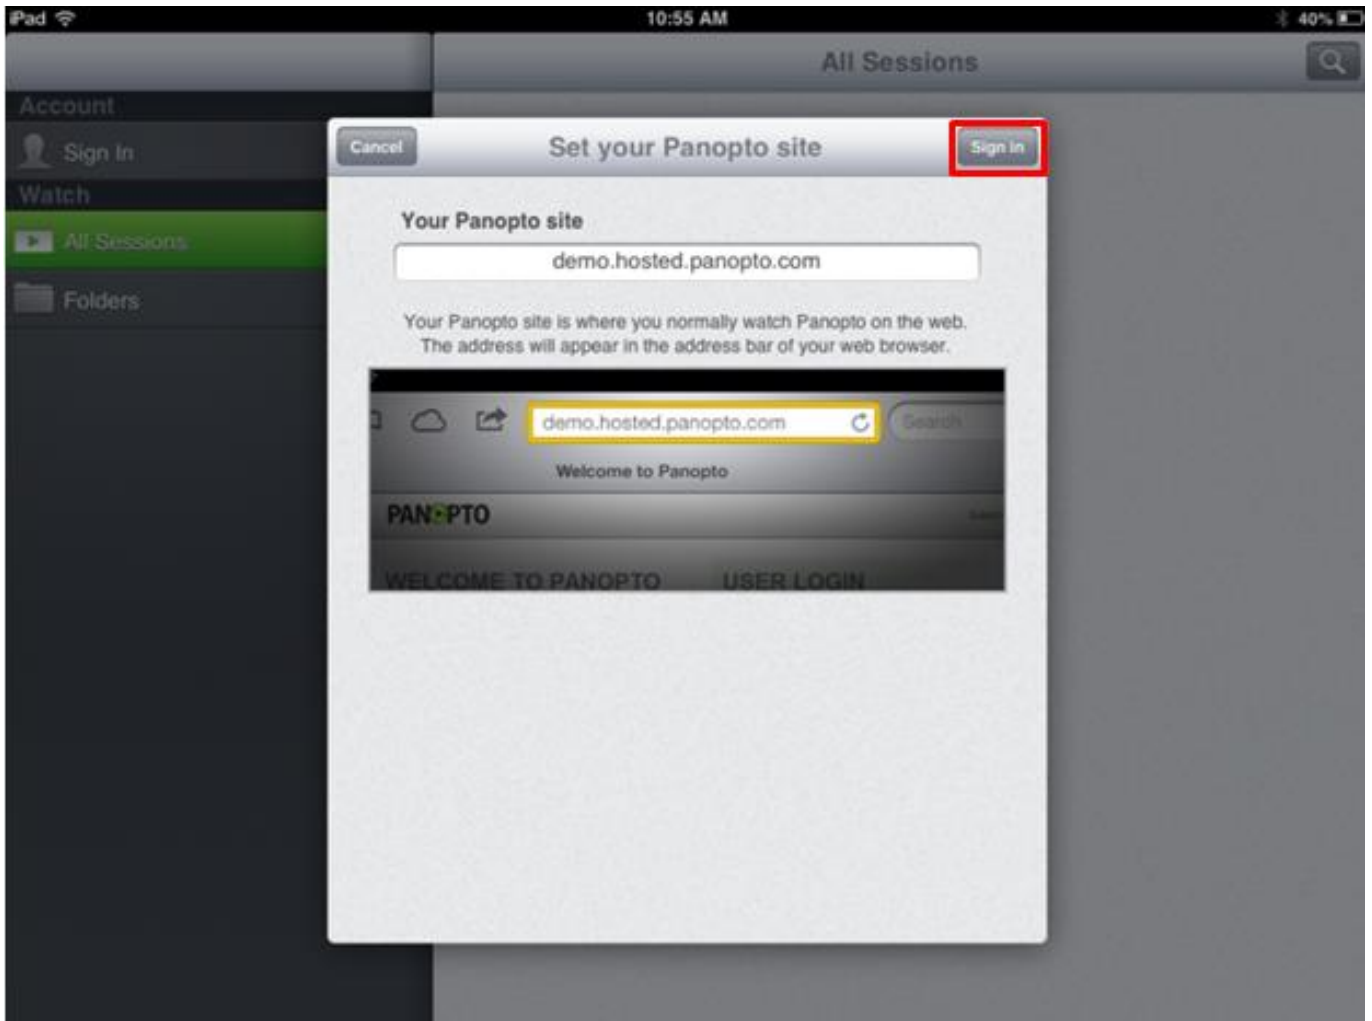 iPad 10:55 AM 40%
All Sessions
Account
Sign In
Watch
All Sessions
Folders
Cancel Set your Panopto site Sign In
Your Panopto site
demo.hosted.panopto.com
Your Panopto site is where you normally watch Panopto on the web.
The address will appear in the address bar of your web browser.
demo.hosted.panopto.com Search
Welcome to Panopto
PANOPTO
WELCOME TO PANOPTO USER LOGIN